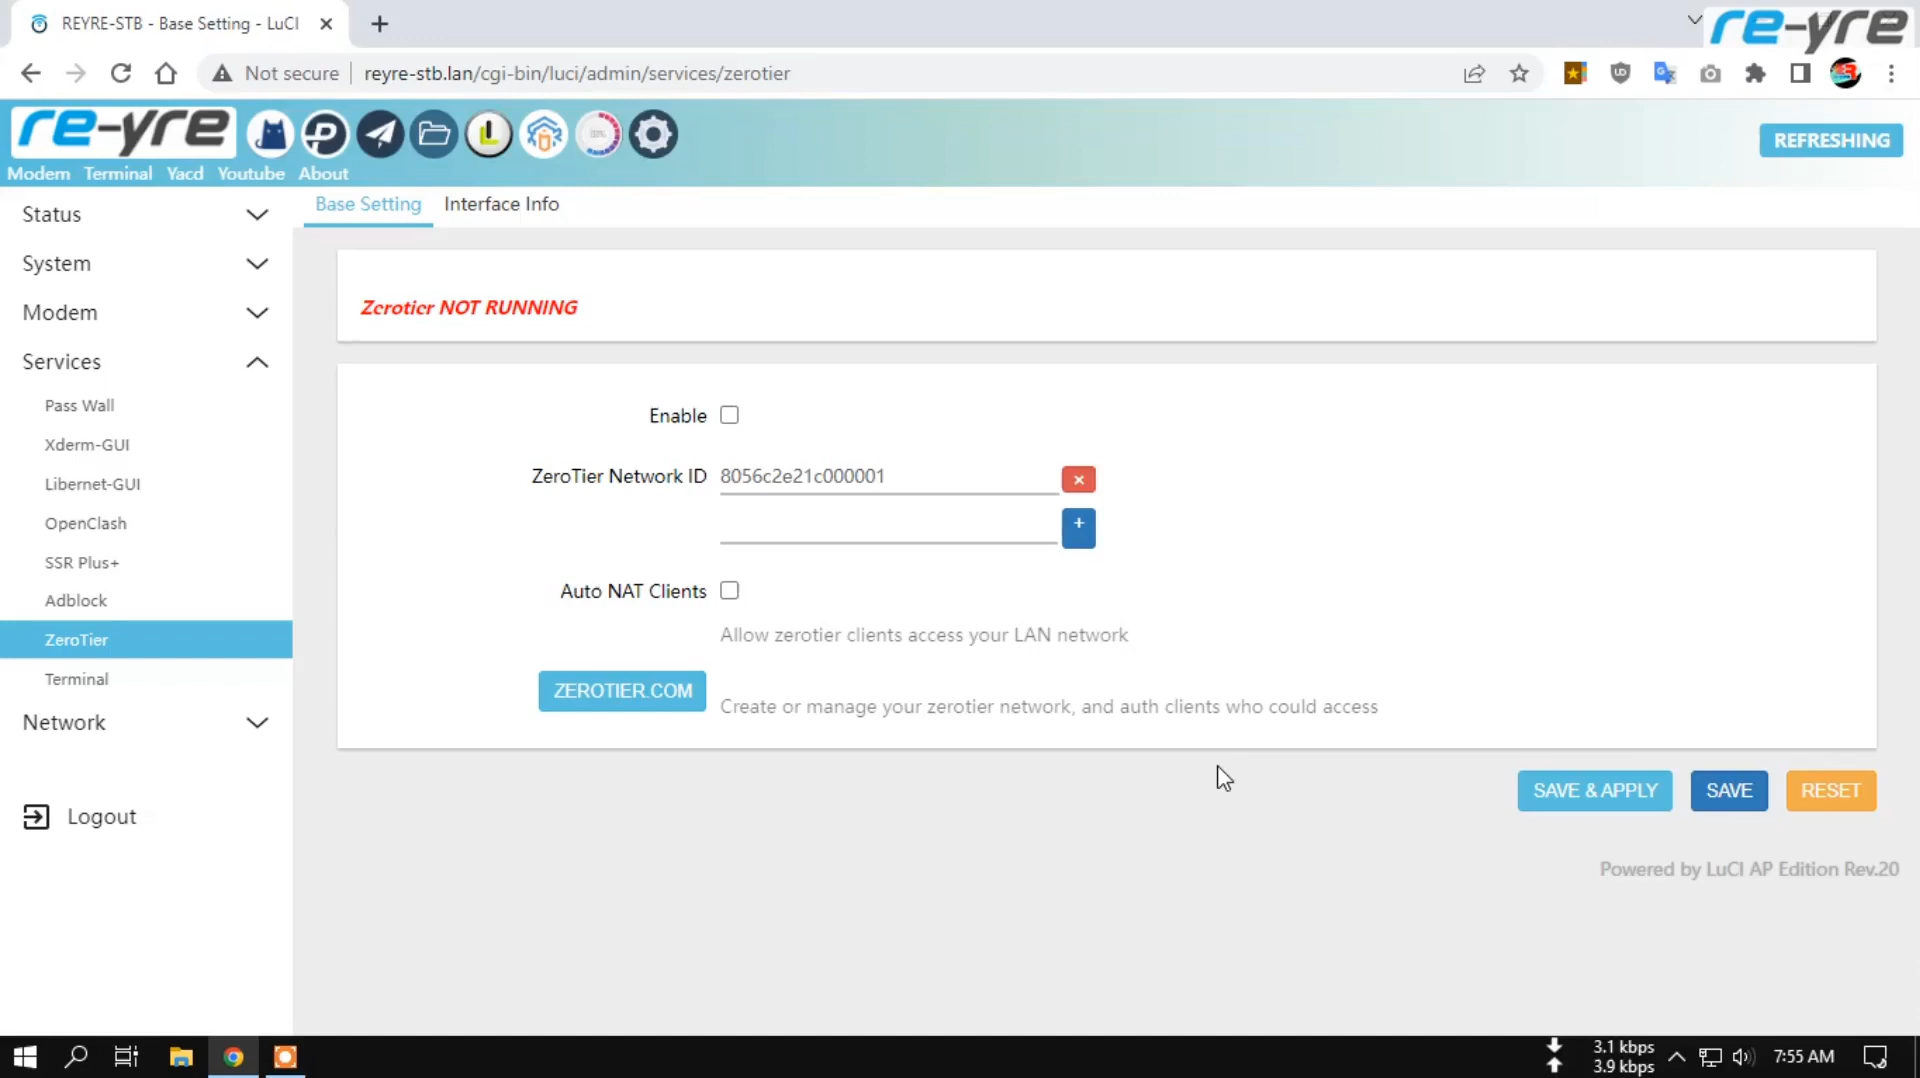 REYRE-STB - Base Setting - LuCI
re-yre
Not secure
reyre-stb.lan/cgi-bin/luci/admin/services/zerotier
re-yre
REFRESHING
Modem Terminal Yacd Youtube About
Base Setting
Interface Info
Status
System
Modem
Services
Pass Wall
Xderm-GUI
Libernet-GUI
OpenClash
SSR Plus+
Adblock
ZeroTier
Terminal
Network
Logout
Zerotier NOT RUNNING
Enable
ZeroTier Network ID
8056c2e21c000001
Auto NAT Clients
Allow zerotier clients access your LAN network
ZEROTIER.COM
Create or manage your zerotier network, and auth clients who could access
SAVE & APPLY
SAVE
RESET
Powered by LuCI AP Edition Rev.20
3.1 kbps
3.9 kbps
7:55 AM